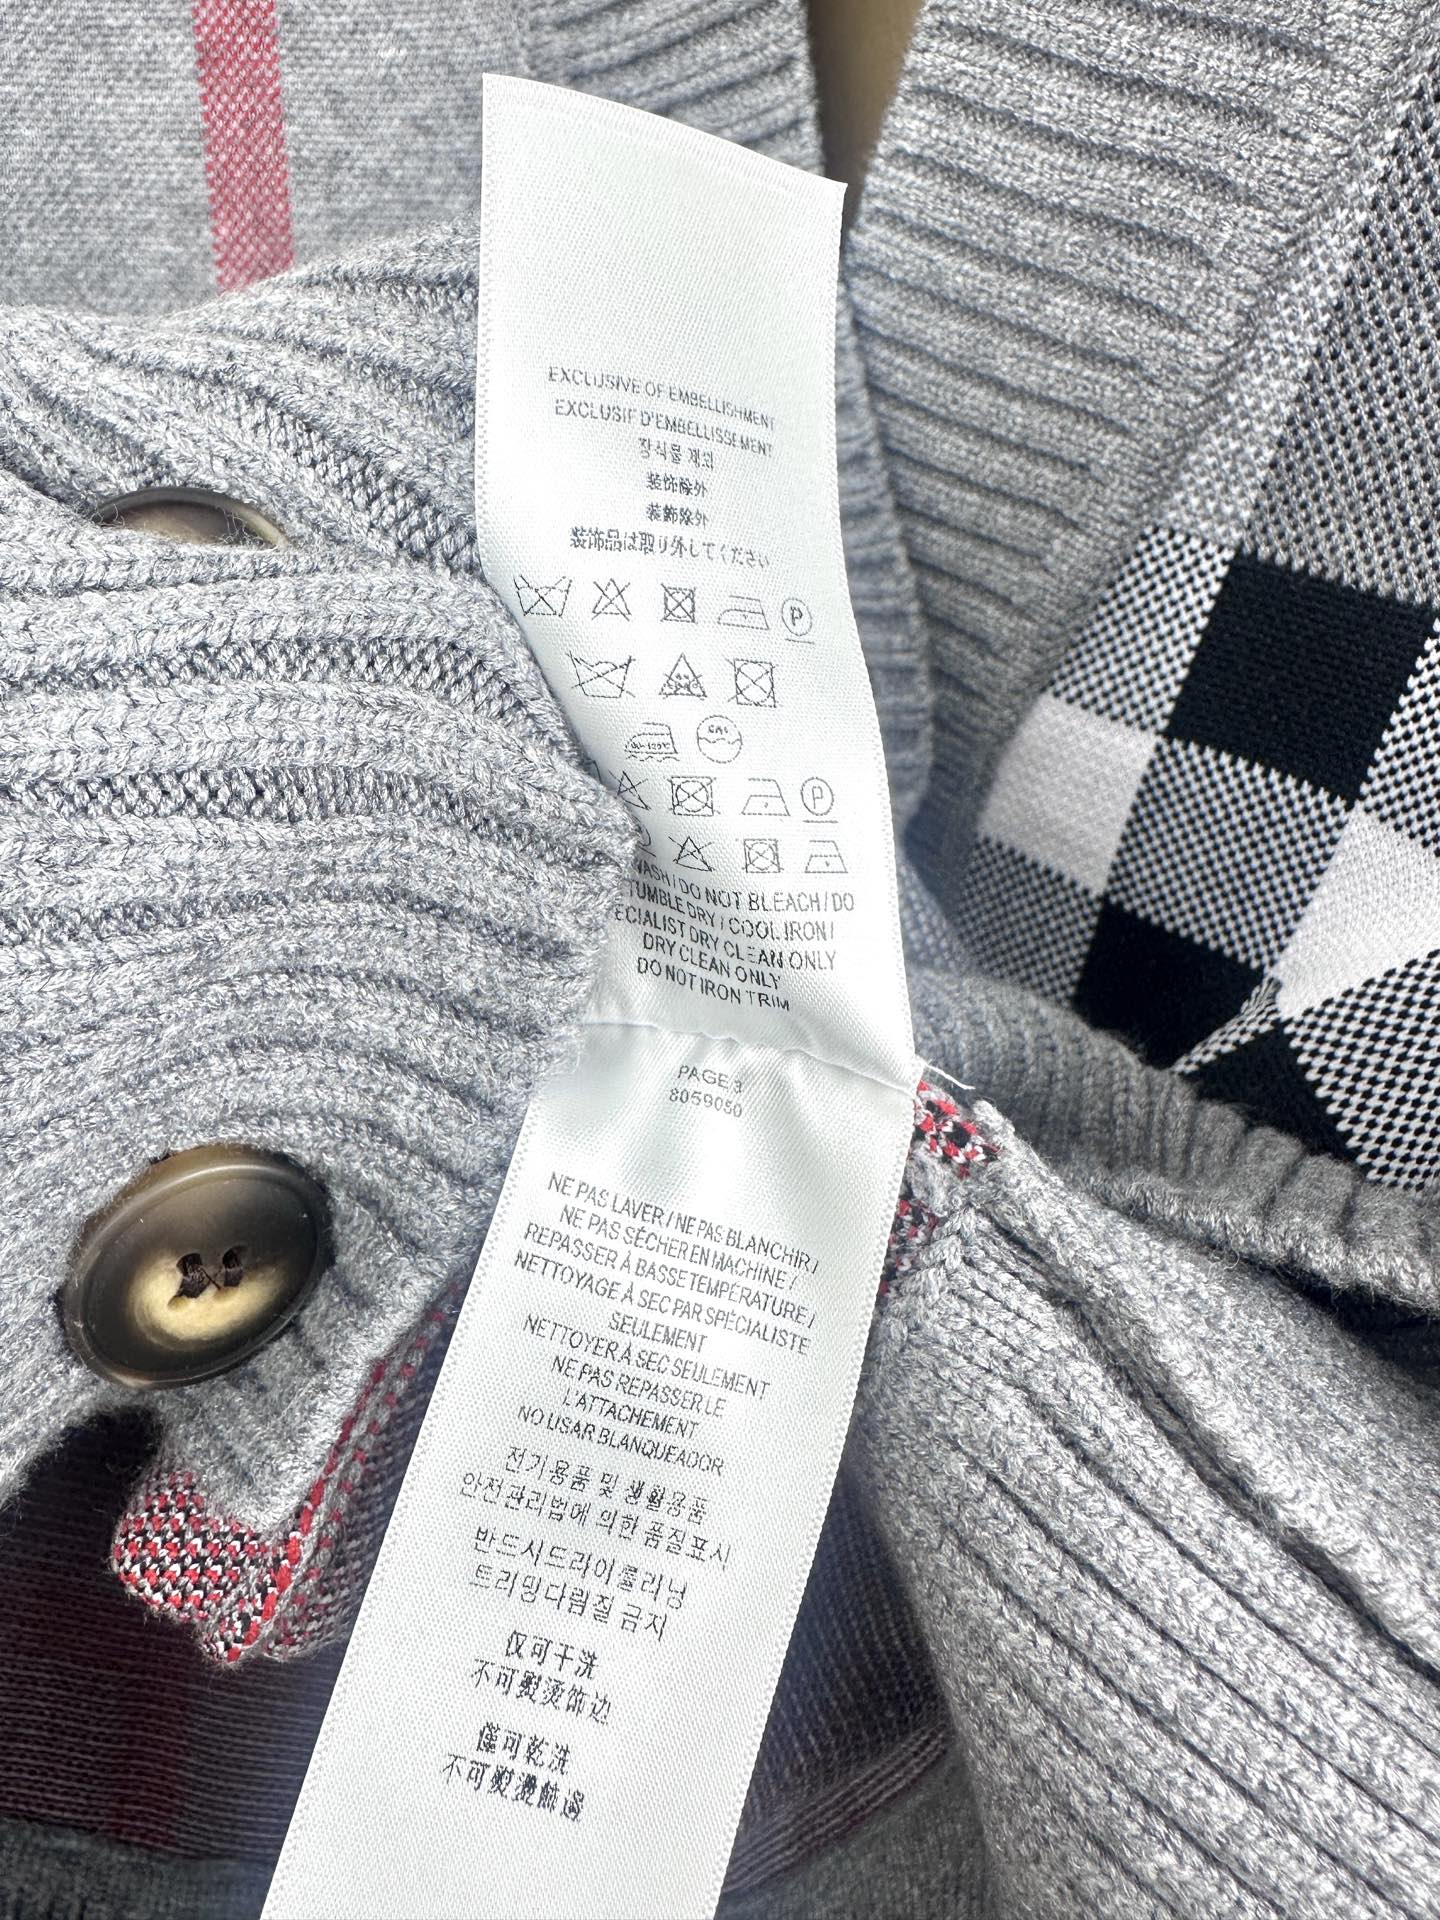 EXCLUSIVE OF EMBELLISHMENT
EXCLUSIF D'EMBELLISSEMENT
장식물 제외
装饰除外
装飾除外
装飾品は取り外してください
P
P
WASH / DO NOT BLEACH / DO
TUMBLE DRY / COOL IRON /
DRY CLEAN ONLY
DRY CLEAN ONLY
DO NOT IRON TRIM
PAGE 3
8059050
NE PAS LAVER / NE PAS BLANCHIR /
NE PAS SÉCHER EN MACHINE /
REPASSER À BASSE TEMPÉRATURE /
NETTOYAGE À SEC PAR SPÉCIALISTE
SEULEMENT
NETTOYER À SEC SEULEMENT
NE PAS REPASSER LE
L'ATTACHEMENT
NO USAR BLANQUEADOR
전기용품 및 생활용품
안전관리법에 의한 품질표시
반드시드라이 클리닝
트리밍다림질 금지
仅可干洗
不可熨烫饰边
僅可乾洗
不可熨燙飾邊